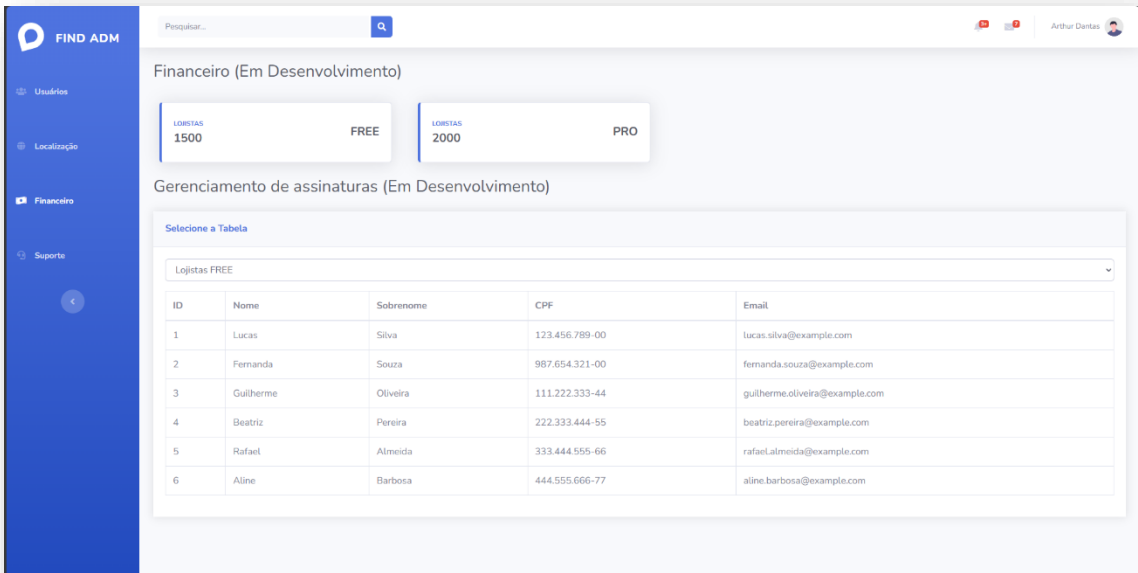 FIND ADM
Pesquisar...
3+
7
Arthur Dantas
Usuários
Localização
Financeiro
Suporte
Financeiro (Em Desenvolvimento)
LOJISTAS
1500
FREE
LOJISTAS
2000
PRO
Gerenciamento de assinaturas (Em Desenvolvimento)
Selecione a Tabela
Lojistas FREE
ID Nome Sobrenome CPF Email
1 Lucas Silva 123.456.789-00 lucas.silva@example.com
2 Fernanda Souza 987.654.321-00 fernanda.souza@example.com
3 Guilherme Oliveira 111.222.333-44 guilherme.oliveira@example.com
4 Beatriz Pereira 222.333.444-55 beatriz.pereira@example.com
5 Rafael Almeida 333.444.555-66 rafael.almeida@example.com
6 Aline Barbosa 444.555.666-77 aline.barbosa@example.com